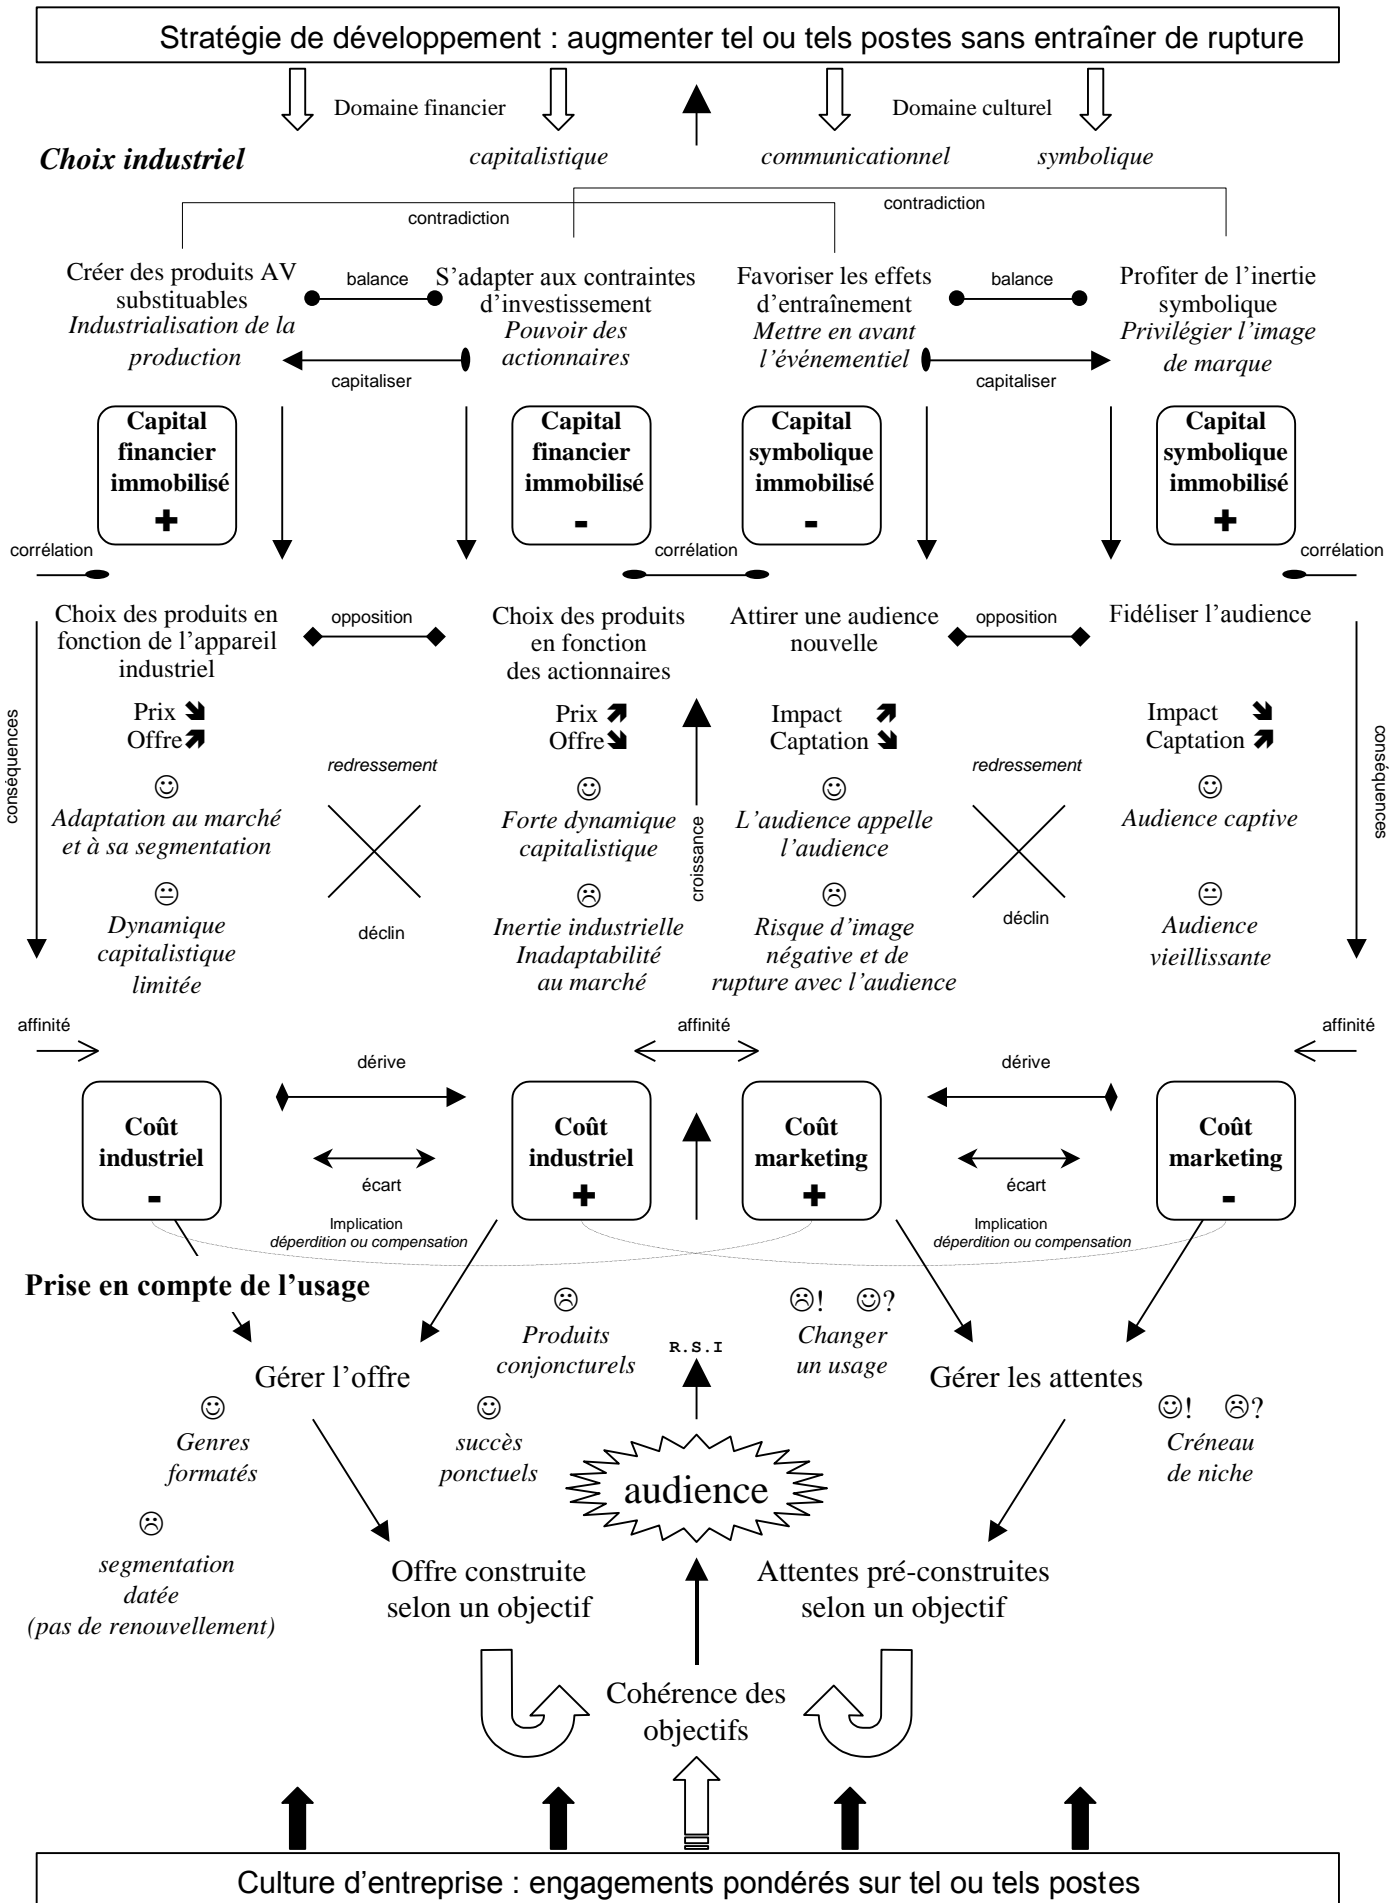 Stratégie de développement : augmenter tel ou tels postes sans entraîner de rupture
Domaine financier
Domaine culturel
Choix industriel
capitalistique
communicationnel
symbolique
contradiction
contradiction
Créer des produits AV
substituables
Industrialisation de la
production
balance
S’adapter aux contraintes
d’investissement
Pouvoir des
actionnaires
Favoriser les effets
d’entraînement
Mettre en avant
l’événementiel
balance
Profiter de l’inertie
symbolique
Privilégier l’image
de marque
capitaliser
capitaliser
Capital
financier
immobilisé
+
Capital
financier
immobilisé
-
Capital
symbolique
immobilisé
-
Capital
symbolique
immobilisé
+
corrélation
corrélation
corrélation
Choix des produits en
fonction de l’appareil
industriel
opposition
Choix des produits
en fonction
des actionnaires
Attirer une audience
nouvelle
opposition
Fidéliser l’audience
conséquences
Prix
Offre
Prix
Offre
Impact
Captation
Impact
Captation
conséquences
redressement
redressement
Adaptation au marché
et à sa segmentation
Forte dynamique
capitalistique
croissance
L’audience appelle
l’audience
Audience captive
Dynamique
capitalistique
limitée
déclin
Inertie industrielle
Inadaptabilité
au marché
Risque d’image
négative et de
rupture avec l’audience
déclin
Audience
vieillissante
affinité
affinité
affinité
dérive
dérive
Coût
industriel
-
Coût
industriel
+
Coût
marketing
+
Coût
marketing
-
écart
écart
Implication
déperdition ou compensation
Implication
déperdition ou compensation
Prise en compte de l’usage
Produits
conjoncturels
! ?
Changer
un usage
R.S.I
Gérer l’offre
Gérer les attentes
Genres
formatés
succès
ponctuels
! ?
Créneau
de niche
audience
segmentation
datée
(pas de renouvellement)
Offre construite
selon un objectif
Attentes pré-construites
selon un objectif
Cohérence des
objectifs
Culture d’entreprise : engagements pondérés sur tel ou tels postes